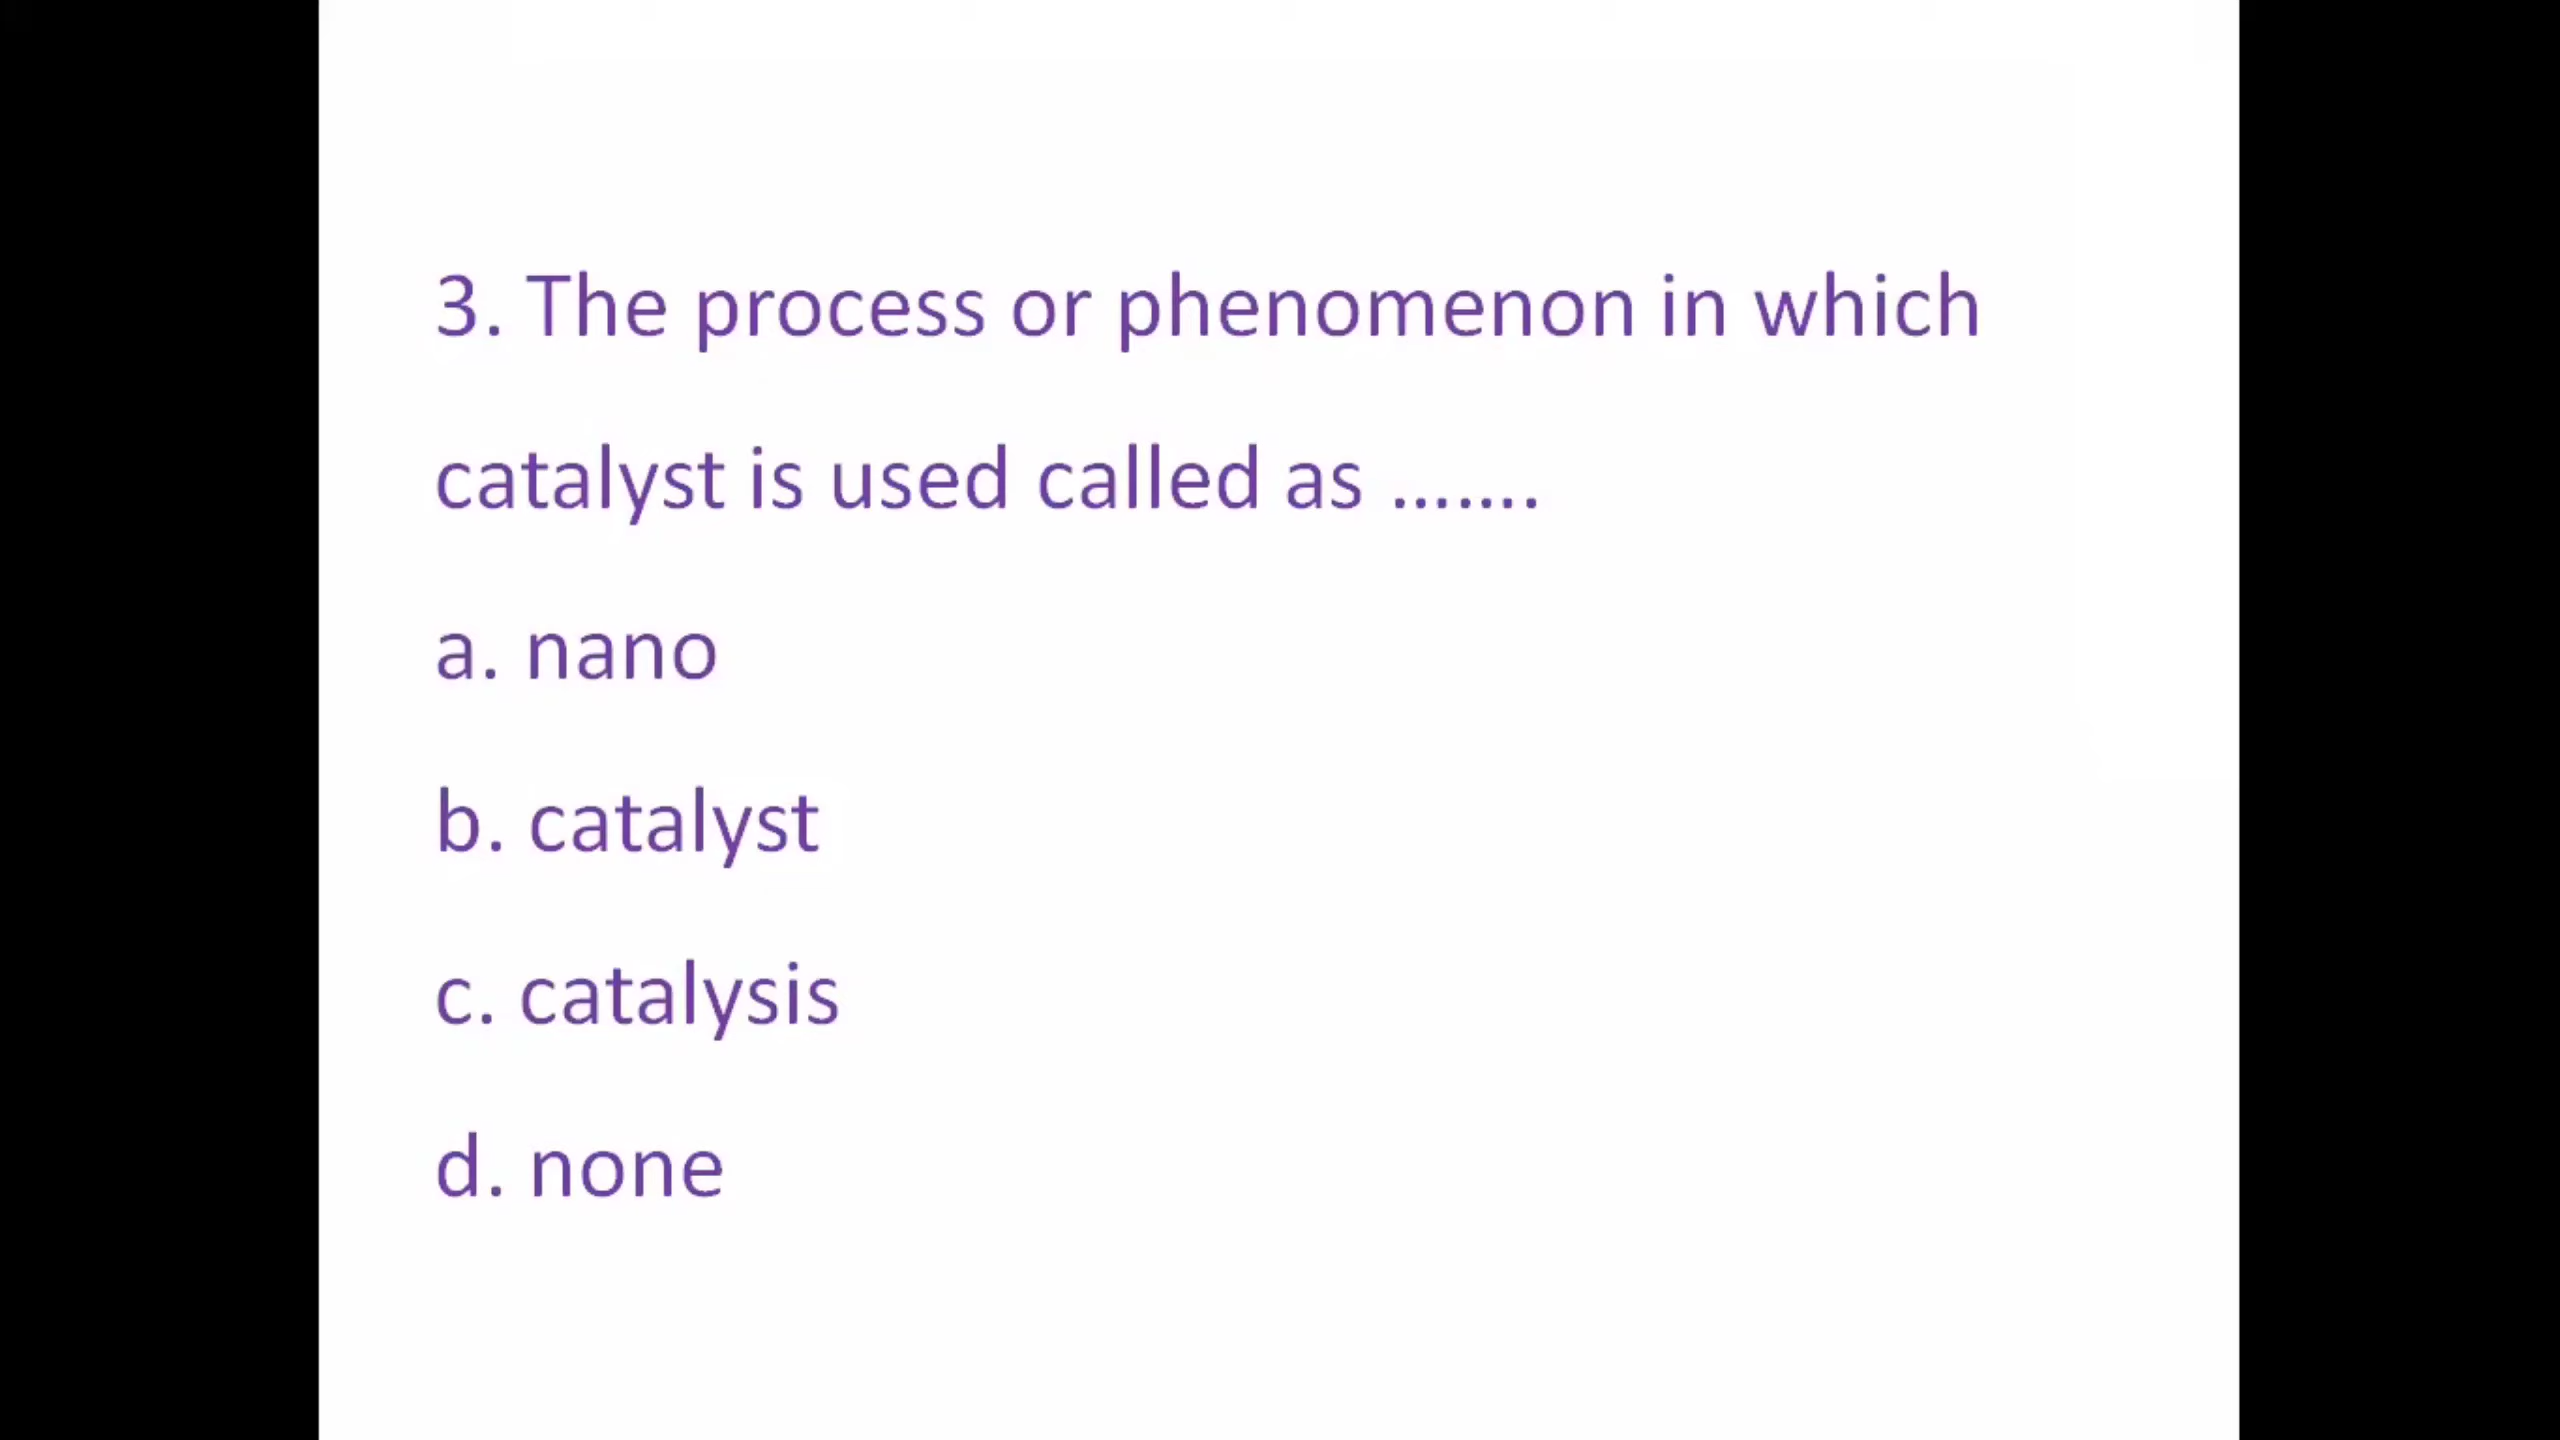 3. The process or phenomenon in which
catalyst is used called as .......
a. nano
b. catalyst
c. catalysis
d. none